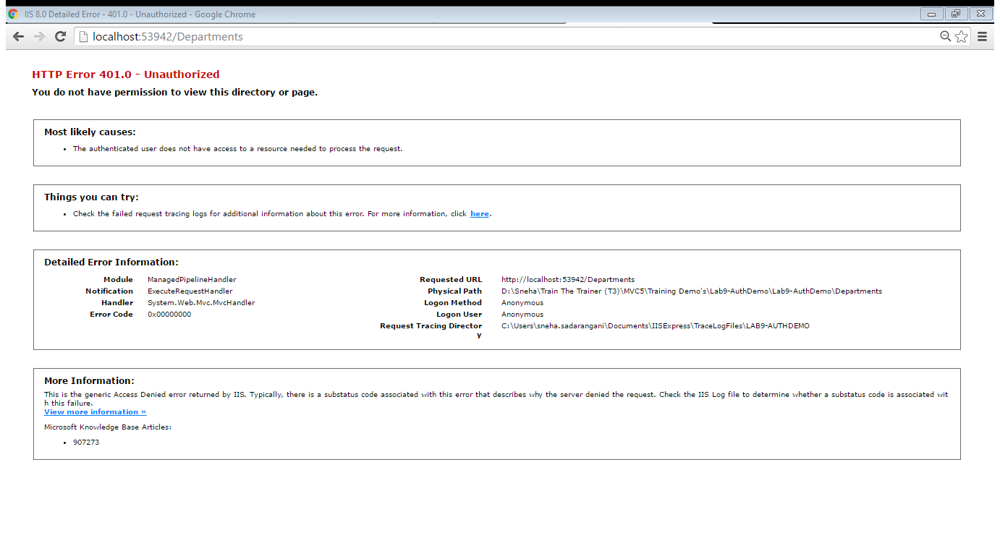 IIS 8.0 Detailed Error - 401.0 - Unauthorized - Google Chrome
localhost:53942/Departments
HTTP Error 401.0 - Unauthorized
You do not have permission to view this directory or page.
Most likely causes:
• The authenticated user does not have access to a resource needed to process the request.
Things you can try:
• Check the failed request tracing logs for additional information about this error. For more information, click here.
Detailed Error Information:
Module ManagedPipelineHandler
Notification ExecuteRequestHandler
Handler System.Web.Mvc.MvcHandler
Error Code 0x00000000
Requested URL http://localhost:53942/Departments
Physical Path D:\Sneha\Train The Trainer (T3)\MVC5\Training Demo's\Lab9-AuthDemo\Lab9-AuthDemo\Departments
Logon Method Anonymous
Logon User Anonymous
Request Tracing Director C:\Users\sneha.sadarangani\Documents\IISExpress\TraceLogFiles\LAB9-AUTHDEMO
y
More Information:
This is the generic Access Denied error returned by IIS. Typically, there is a substatus code associated with this error that describes why the server denied the request. Check the IIS Log file to determine whether a substatus code is associated wit
h this failure.
View more information »
Microsoft Knowledge Base Articles:
• 907273